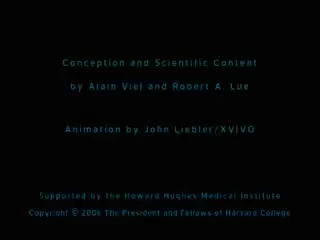 Conception and Scientific Content
by Alain Viel and Robert A. Lue
Animation by John Liebler/XVIVO
Supported by the Howard Hughes Medical Institute
Copyright © 2006 The President and Fellows of Harvard College